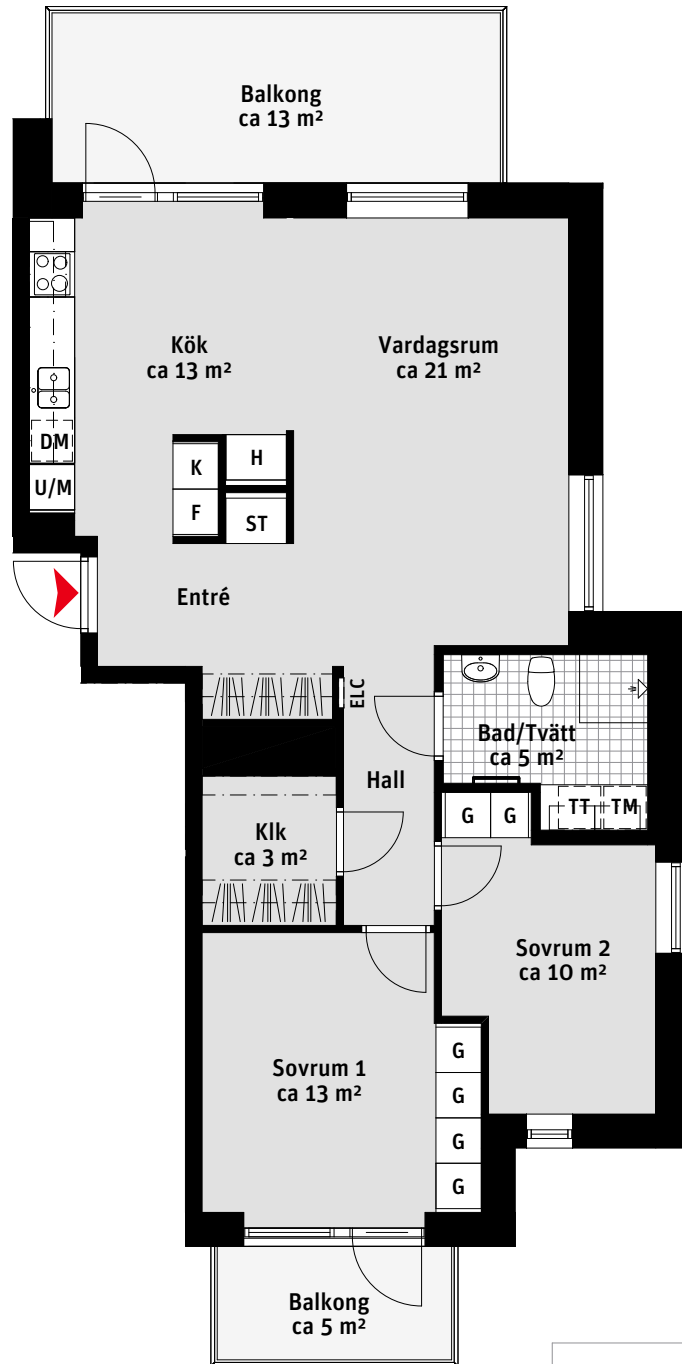 Balkong
ca 13 m²
Kök
ca 13 m²
Vardagsrum
ca 21 m²
DM
U/M
K
H
F
ST
Entré
ELC
Bad/Tvätt
ca 5 m²
Hall
TT
TM
G
G
Klk
ca 3 m²
Sovrum 2
ca 10 m²
Sovrum 1
ca 13 m²
G
G
G
G
Balkong
ca 5 m²